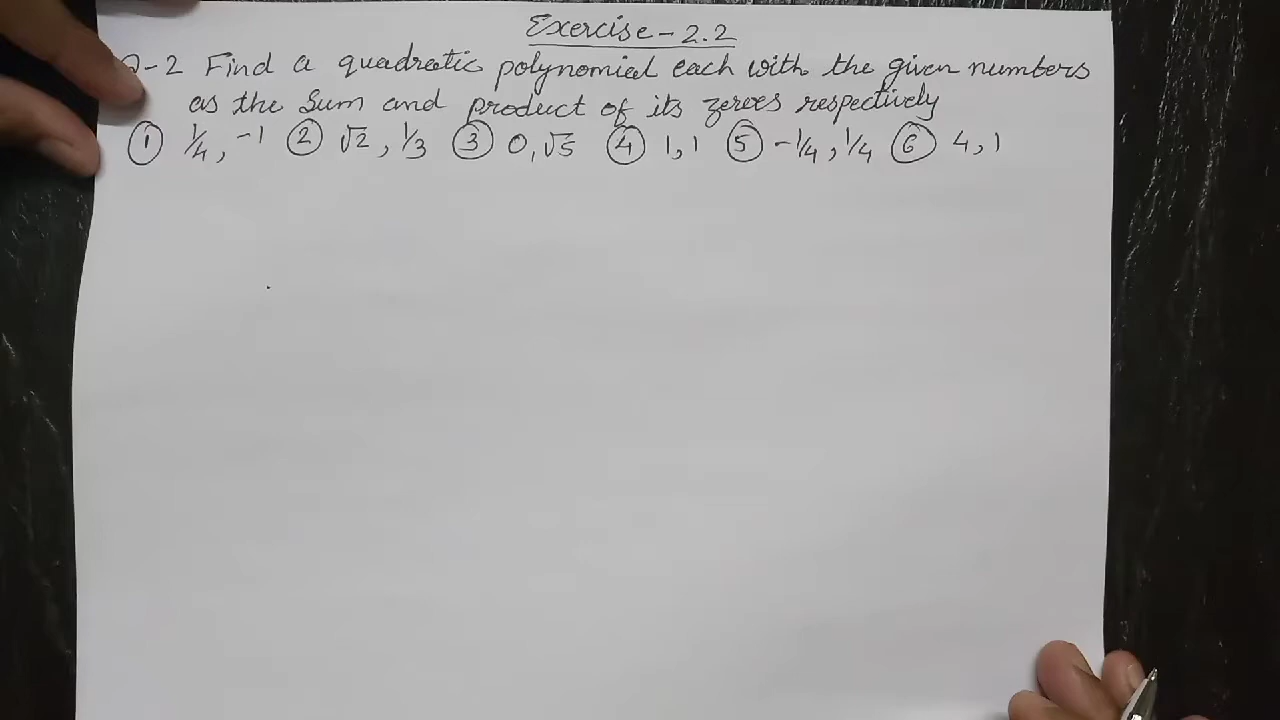 Exercise - 2.2
Q-2 Find a quadratic polynomial each with the given numbers
as the sum and product of its zeroes respectively
① 1/4, -1 ② √2, 1/3 ③ 0, √5 ④ 1, 1 ⑤ -1/4, 1/4 ⑥ 4, 1